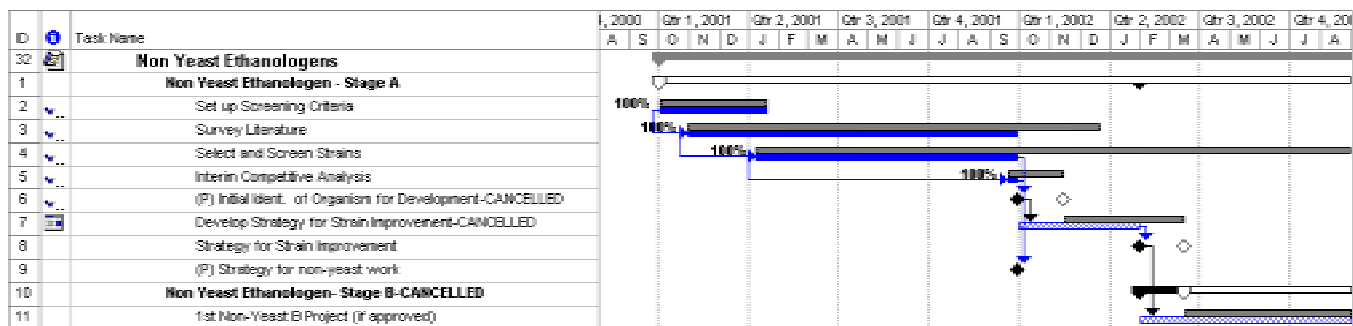 , 2000 Qtr 1, 2001 Qtr 2, 2001 Qtr 3, 2001 Qtr 4, 2001 Qtr 1, 2002 Qtr 2, 2002 Qtr 3, 2002 Qtr 4, 20
ID Task Name A S O N D J F M A M J J A S O N D J F M A M J J A
32 Non Yeast Ethanologens
1 Non Yeast Ethanologen - Stage A
2 Set up Screening Criteria 100%
3 Survey Literature 100%
4 Select and Screen Strains 100%
5 Interim Competitive Analysis 100%
6 (P) Initial Ident. of Organism for Development-CANCELLED
7 Develop Strategy for Strain Improvement-CANCELLED
8 Strategy for Strain Improvement
9 (P) Strategy for non-yeast work
10 Non Yeast Ethanologen- Stage B-CANCELLED
11 1st Non-Yeast B Project (if approved)